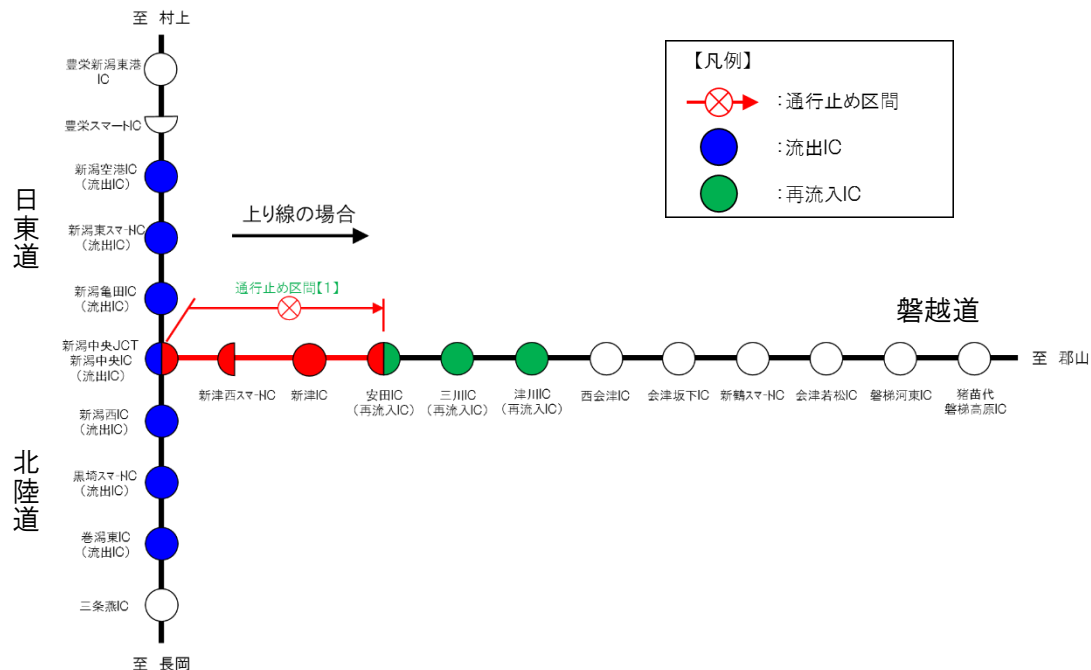 至 村上
豊栄新潟東港
IC
豊栄スマートIC
新潟空港IC
(流出IC)
新潟東スマートIC
(流出IC)
新潟亀田IC
(流出IC)
新潟中央JCT
新潟中央IC
(流出IC)
新潟西IC
(流出IC)
黒埼スマートIC
(流出IC)
巻潟東IC
(流出IC)
三条燕IC
至 長岡
日東道
北陸道
上り線の場合
通行止め区間【1】
新津西スマートIC
新津IC
安田IC
(再流入IC)
三川IC
(再流入IC)
津川IC
(再流入IC)
西会津IC
会津坂下IC
新鶴スマートIC
会津若松IC
磐梯河東IC
猪苗代
磐梯高原IC
磐越道
至 郡山
【凡例】
:通行止め区間
:流出IC
:再流入IC